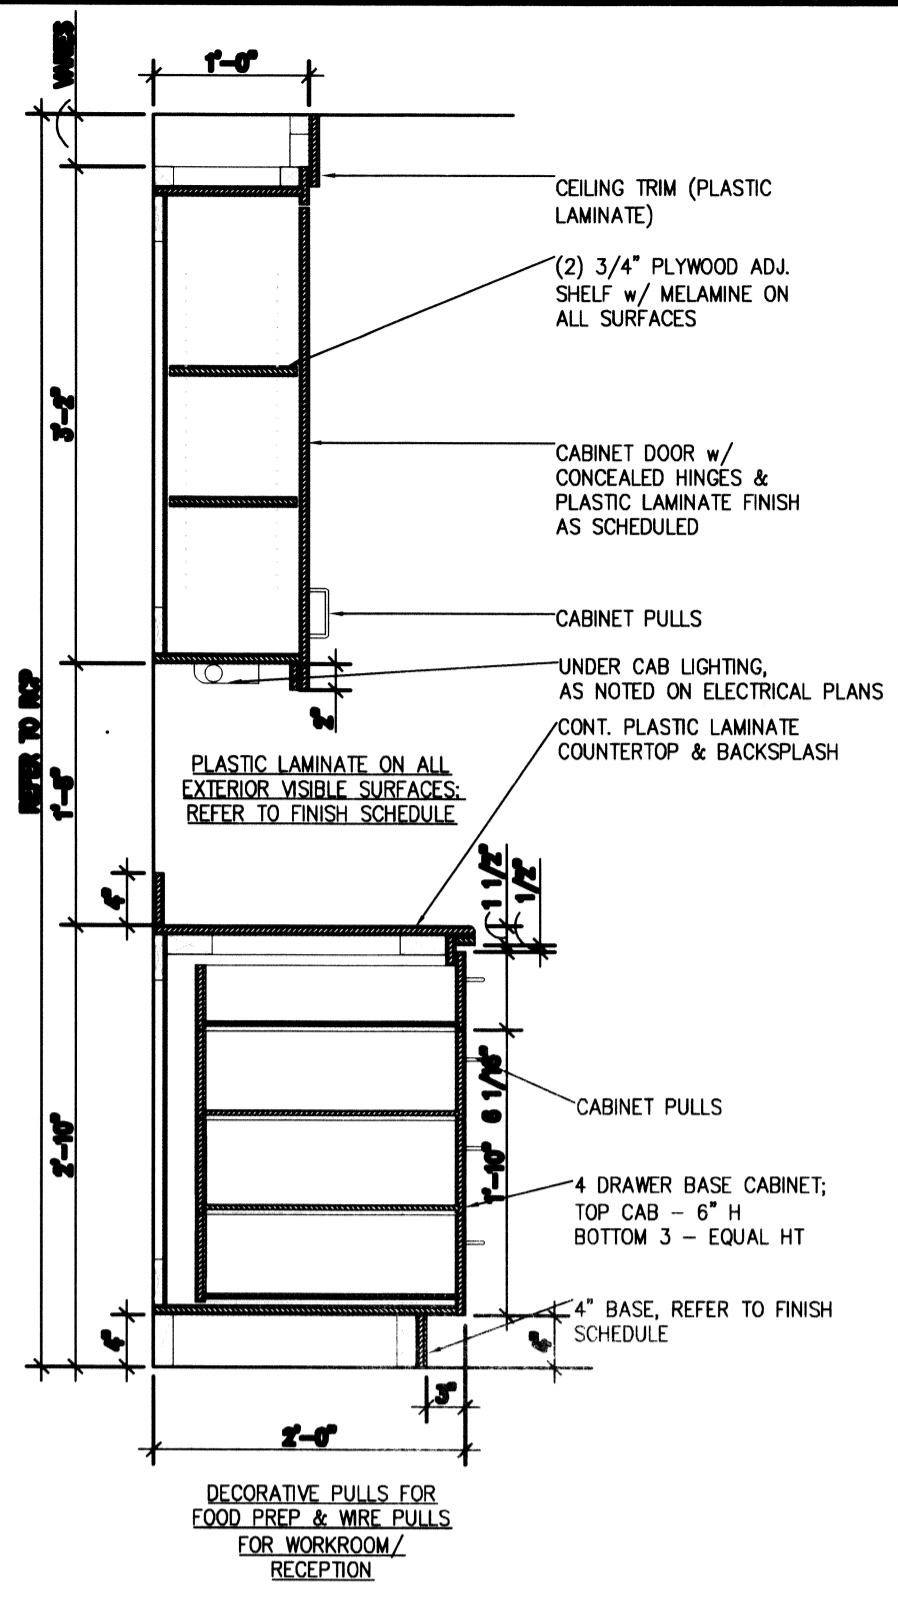 VARIES
1'-0"
CEILING TRIM (PLASTIC
LAMINATE)
(2) 3/4" PLYWOOD ADJ.
SHELF w/ MELAMINE ON
ALL SURFACES
3'-2"
CABINET DOOR w/
CONCEALED HINGES &
PLASTIC LAMINATE FINISH
AS SCHEDULED
CABINET PULLS
UNDER CAB LIGHTING,
AS NOTED ON ELECTRICAL PLANS
2"
CONT. PLASTIC LAMINATE
COUNTERTOP & BACKSPLASH
REFER TO RCP
PLASTIC LAMINATE ON ALL
EXTERIOR VISIBLE SURFACES;
REFER TO FINISH SCHEDULE
1'-8"
4"
1 1/2"
1/2"
6 1/16"
CABINET PULLS
2'-10"
1'-10"
4 DRAWER BASE CABINET;
TOP CAB - 6" H
BOTTOM 3 - EQUAL HT
4" BASE, REFER TO FINISH
SCHEDULE
4"
4"
3"
2'-0"
DECORATIVE PULLS FOR
FOOD PREP & WIRE PULLS
FOR WORKROOM/
RECEPTION